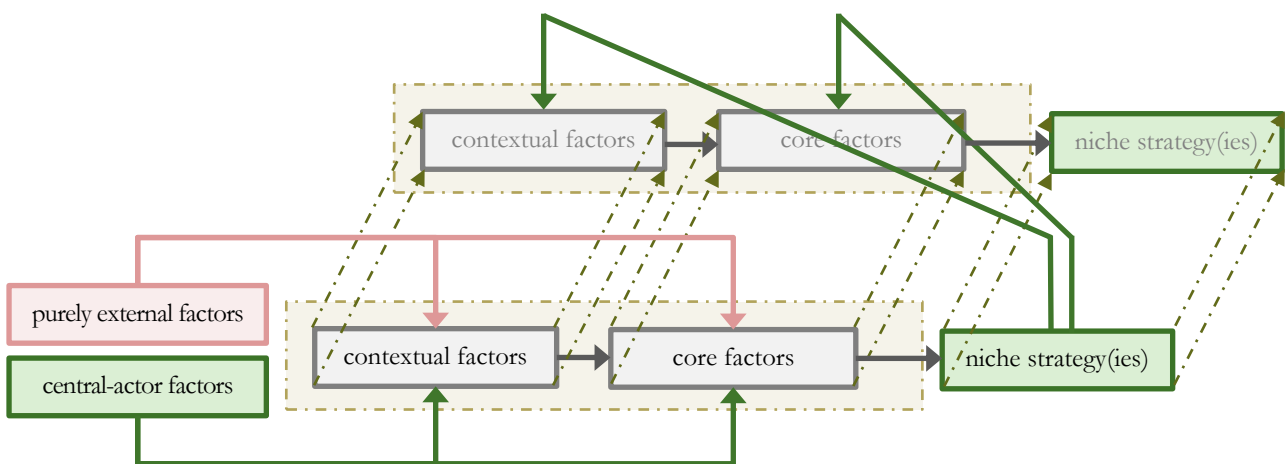 contextual factors
core factors
niche strategy(ies)
purely external factors
contextual factors
core factors
niche strategy(ies)
central-actor factors